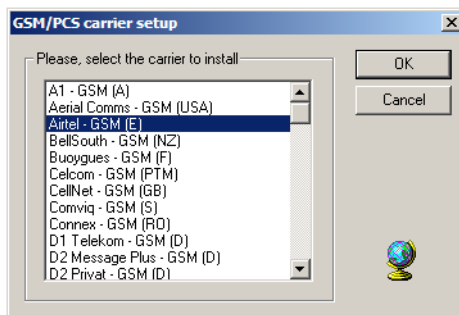 GSM/PCS carrier setup
Please, select the carrier to install
A1 - GSM (A)
Aerial Comms - GSM (USA)
Airtel - GSM (E)
BellSouth - GSM (NZ)
Buoygues - GSM (F)
Celcom - GSM (PTM)
CellNet - GSM (GB)
Comviq - GSM (S)
Connex - GSM (RO)
D1 Telekom - GSM (D)
D2 Message Plus - GSM (D)
D2 Privat - GSM (D)
OK
Cancel